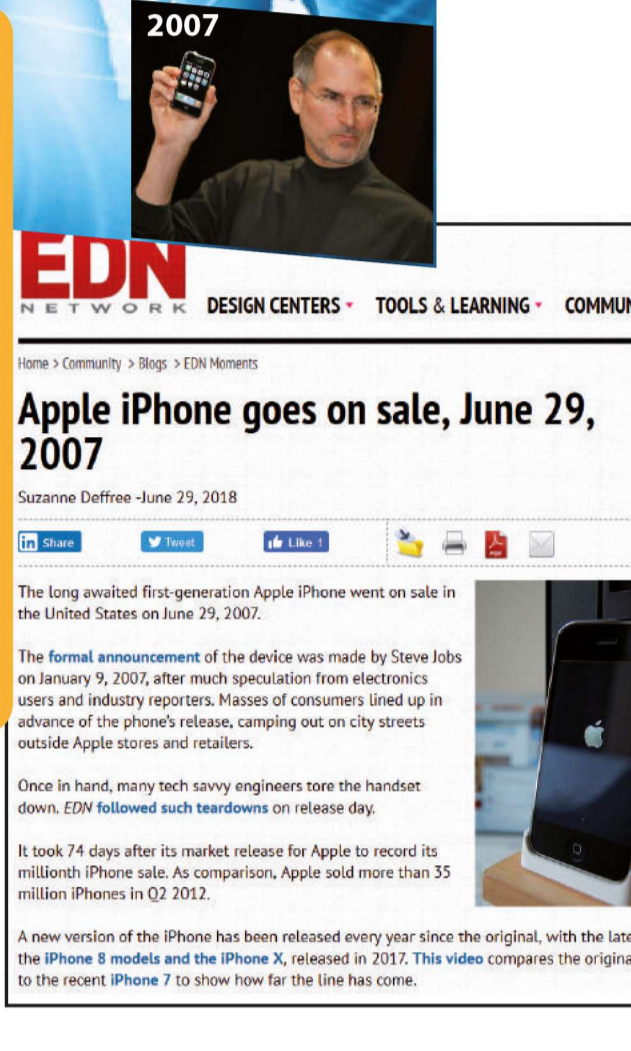 2007
EDN
NETWORK
DESIGN CENTERS
TOOLS & LEARNING
Home > Community > Blogs > EDN Moments
Apple iPhone goes on sale, June 29,
2007
Suzanne Deffree -June 29, 2018
in Share
Tweet
Like 1
PDF
The long awaited first-generation Apple iPhone went on sale in
the United States on June 29, 2007.
The formal announcement of the device was made by Steve Jobs
on January 9, 2007, after much speculation from electronics
users and industry reporters. Masses of consumers lined up in
advance of the phone's release, camping out on city streets
outside Apple stores and retailers.
Once in hand, many tech savvy engineers tore the handset
down. EDN followed such teardowns on release day.
It took 74 days after its market release for Apple to record its
millionth iPhone sale. As comparison, Apple sold more than 35
million iPhones in Q2 2012.
A new version of the iPhone has been released every year since the original, with the late
the iPhone 8 models and the iPhone X, released in 2017. This video compares the origina
to the recent iPhone 7 to show how far the line has come.